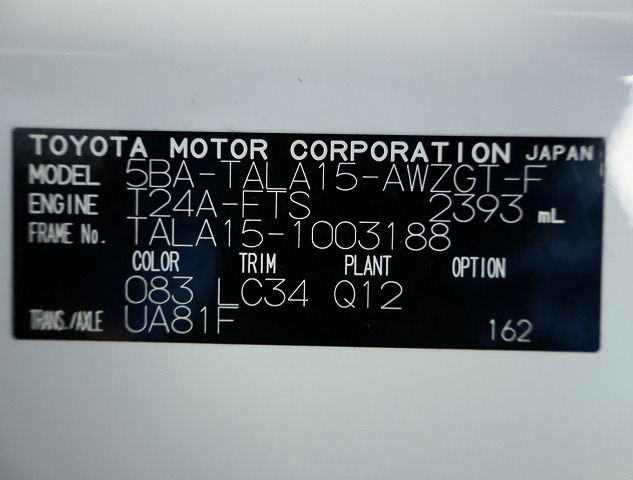 TOYOTA MOTOR CORPORATION JAPAN
MODEL 5BA-TALA15-AWZGT-F
ENGINE T24A-FTS 2393 mL
FRAME No. TALA15-1003188
COLOR TRIM PLANT OPTION
083 LC34 Q12
TRANS./AXLE UA81F 162